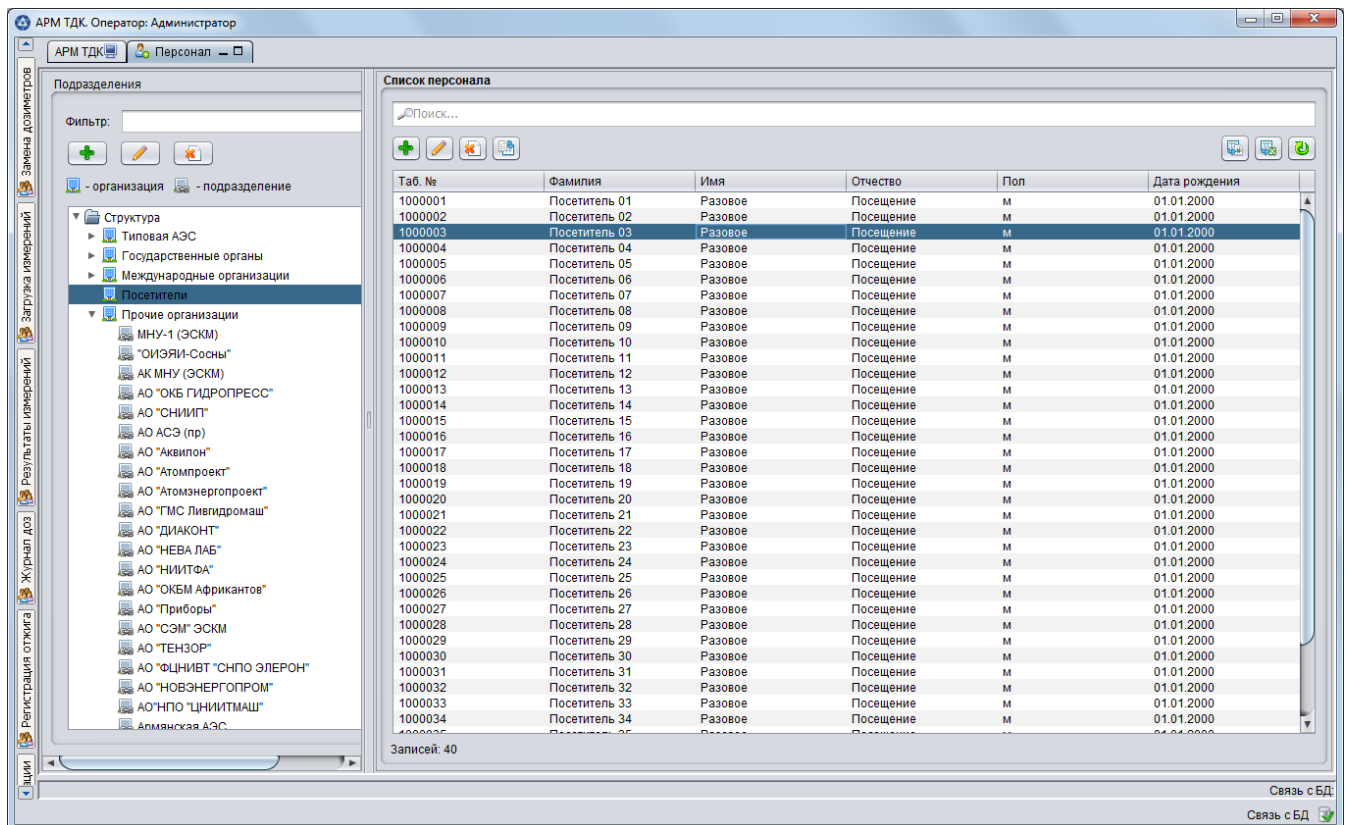 АРМ ТДК. Оператор: Администратор
АРМ ТДК
Персонал
Замена дозиметров
Загрузка измерений
Результаты измерений
Журнал доз
Регистрация отжига
Подразделения
Фильтр:
- организация - подразделение
Структура
Типовая АЭС
Государственные органы
Международные организации
Посетители
Прочие организации
МНУ-1 (ЭСКМ)
"ОИЭЯИ-Сосны"
АК МНУ (ЭСКМ)
АО "ОКБ ГИДРОПРЕСС"
АО "СНИИП"
АО АСЭ (пр)
АО "Аквилон"
АО "Атомпроект"
АО "Атомэнергопроект"
АО "ГМС Ливгидромаш"
АО "ДИАКОНТ"
АО "НЕВА ЛАБ"
АО "НИИТФА"
АО "ОКБМ Африкантов"
АО "Приборы"
АО "СЭМ" ЭСКМ
АО "ТЕНЗОР"
АО "ФЦНИВТ "СНПО ЭЛЕРОН"
АО "НОВЭНЕРГОПРОМ"
АО"НПО "ЦНИИТМАШ"
Армянская АЭС
Список персонала
Поиск...
Таб. № Фамилия Имя Отчество Пол Дата рождения
1000001 Посетитель 01 Разовое Посещение м 01.01.2000
1000002 Посетитель 02 Разовое Посещение м 01.01.2000
1000003 Посетитель 03 Разовое Посещение м 01.01.2000
1000004 Посетитель 04 Разовое Посещение м 01.01.2000
1000005 Посетитель 05 Разовое Посещение м 01.01.2000
1000006 Посетитель 06 Разовое Посещение м 01.01.2000
1000007 Посетитель 07 Разовое Посещение м 01.01.2000
1000008 Посетитель 08 Разовое Посещение м 01.01.2000
1000009 Посетитель 09 Разовое Посещение м 01.01.2000
1000010 Посетитель 10 Разовое Посещение м 01.01.2000
1000011 Посетитель 11 Разовое Посещение м 01.01.2000
1000012 Посетитель 12 Разовое Посещение м 01.01.2000
1000013 Посетитель 13 Разовое Посещение м 01.01.2000
1000014 Посетитель 14 Разовое Посещение м 01.01.2000
1000015 Посетитель 15 Разовое Посещение м 01.01.2000
1000016 Посетитель 16 Разовое Посещение м 01.01.2000
1000017 Посетитель 17 Разовое Посещение м 01.01.2000
1000018 Посетитель 18 Разовое Посещение м 01.01.2000
1000019 Посетитель 19 Разовое Посещение м 01.01.2000
1000020 Посетитель 20 Разовое Посещение м 01.01.2000
1000021 Посетитель 21 Разовое Посещение м 01.01.2000
1000022 Посетитель 22 Разовое Посещение м 01.01.2000
1000023 Посетитель 23 Разовое Посещение м 01.01.2000
1000024 Посетитель 24 Разовое Посещение м 01.01.2000
1000025 Посетитель 25 Разовое Посещение м 01.01.2000
1000026 Посетитель 26 Разовое Посещение м 01.01.2000
1000027 Посетитель 27 Разовое Посещение м 01.01.2000
1000028 Посетитель 28 Разовое Посещение м 01.01.2000
1000029 Посетитель 29 Разовое Посещение м 01.01.2000
1000030 Посетитель 30 Разовое Посещение м 01.01.2000
1000031 Посетитель 31 Разовое Посещение м 01.01.2000
1000032 Посетитель 32 Разовое Посещение м 01.01.2000
1000033 Посетитель 33 Разовое Посещение м 01.01.2000
1000034 Посетитель 34 Разовое Посещение м 01.01.2000
Записей: 40
Связь с БД:
Связь с БД